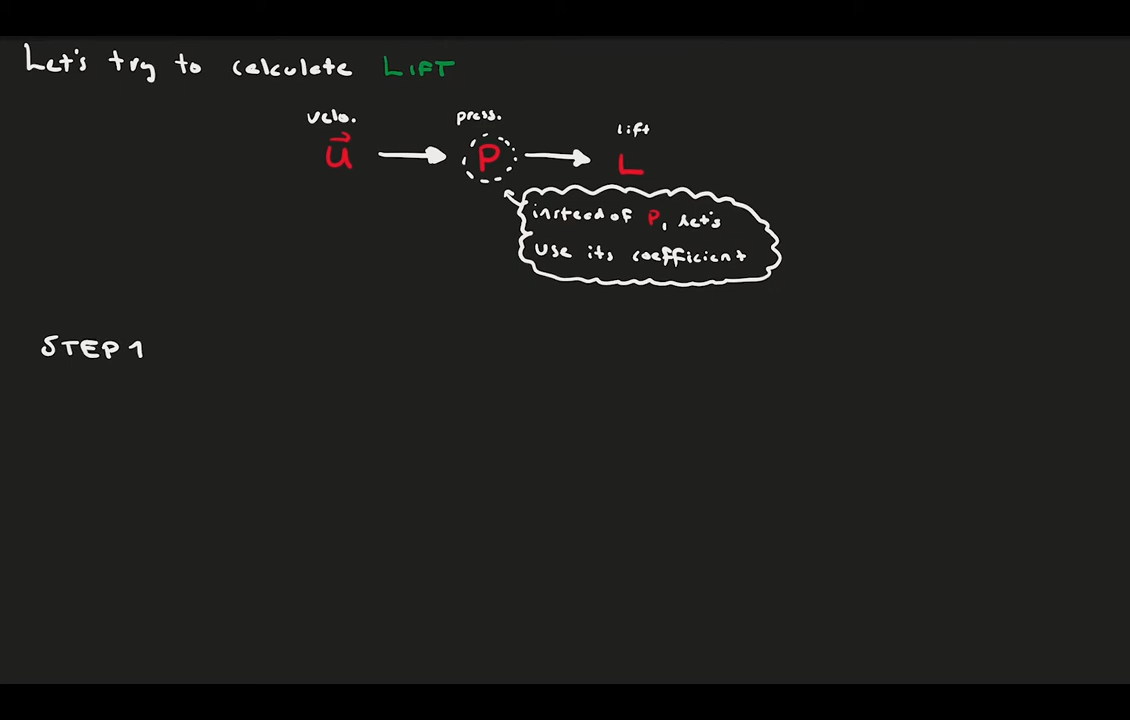 Let's try to calculate LIFT
velo. press. lift
u P L
instead of P, let's
use its coefficient
STEP 1